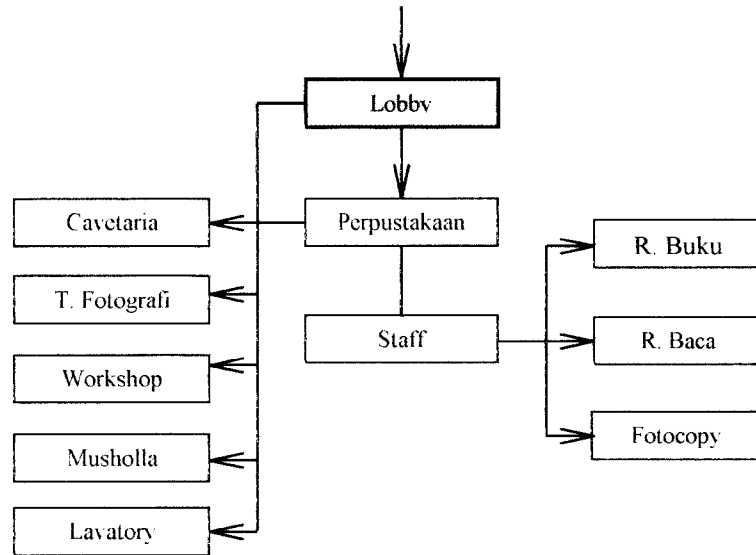 Lobby
Cavetaria
Perpustakaan
R. Buku
T. Fotografi
Staff
R. Baca
Workshop
Fotocopy
Musholla
Lavatory